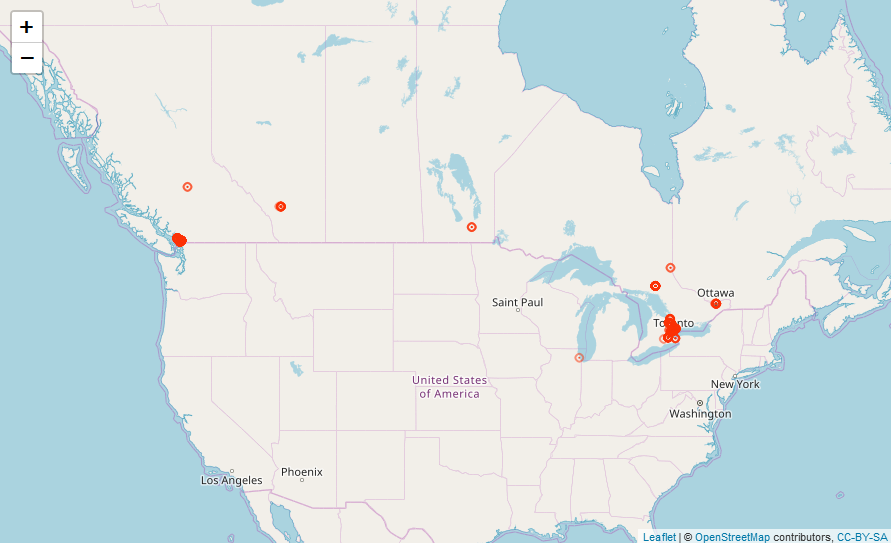 +
−
Ottawa
Saint Paul
Toronto
United States
of America
New York
Washington
Los Angeles
Phoenix
Leaflet | © OpenStreetMap contributors, CC-BY-SA